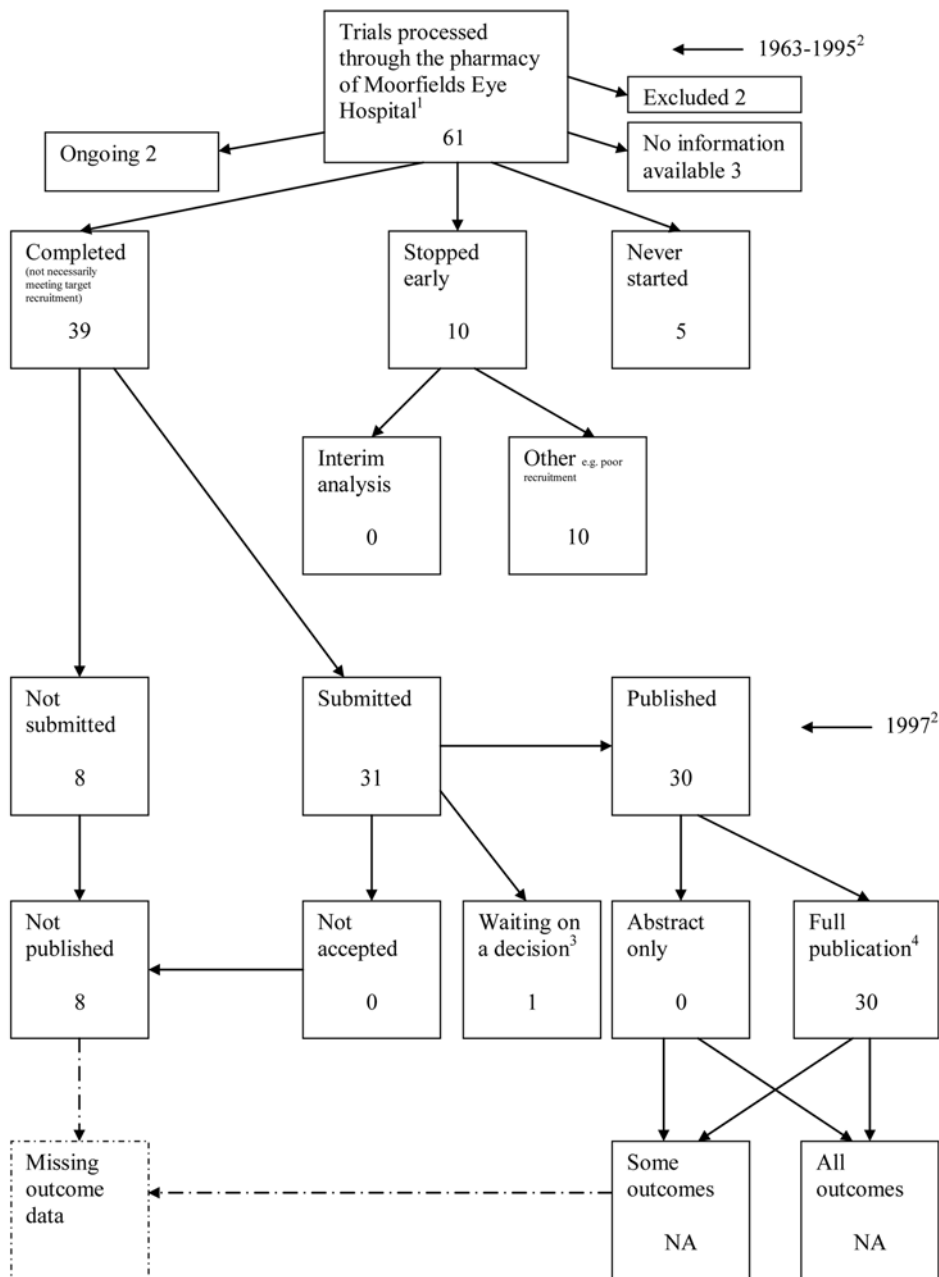 Trials processed
through the pharmacy
of Moorfields Eye
Hospital¹
61
1963-1995²
Excluded 2
No information
available 3
Ongoing 2
Completed
(not necessarily
meeting target
recruitment)
39
Stopped
early
10
Never
started
5
Interim
analysis
0
Other e.g. poor
recruitment
10
Not
submitted
8
Submitted
31
Published
30
1997²
Not
published
8
Not
accepted
0
Waiting on
a decision³
1
Abstract
only
0
Full
publication⁴
30
Missing
outcome
data
Some
outcomes
NA
All
outcomes
NA